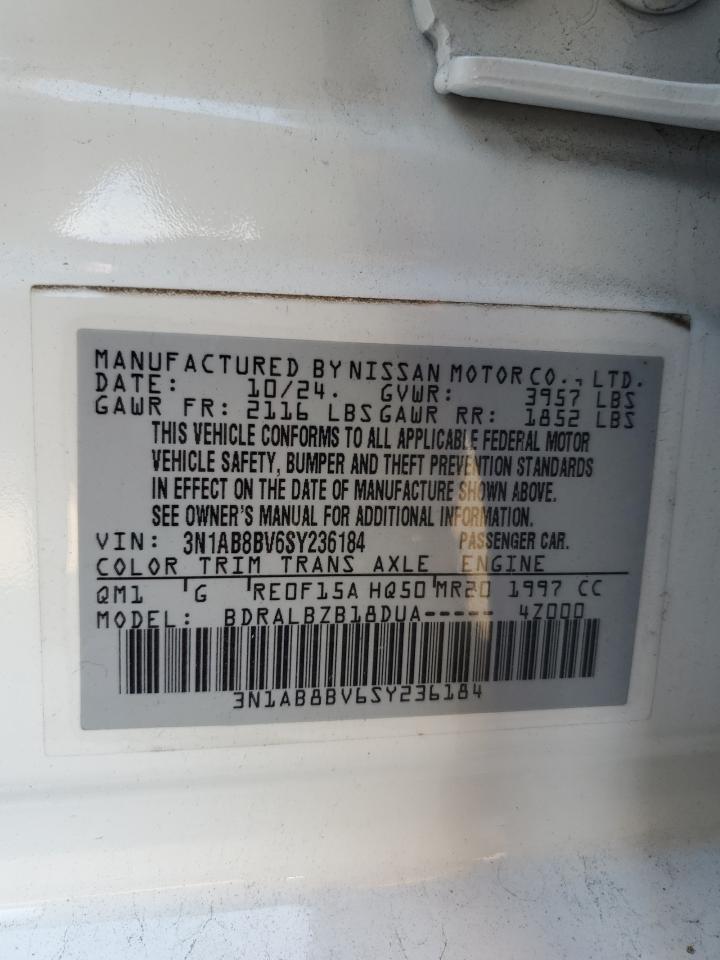 MANUFACTURED BY NISSAN MOTOR CO., LTD.
DATE: 10/24. GVWR: 3957 LBS
GAWR FR: 2116 LBS GAWR RR: 1852 LBS
THIS VEHICLE CONFORMS TO ALL APPLICABLE FEDERAL MOTOR
VEHICLE SAFETY, BUMPER AND THEFT PREVENTION STANDARDS
IN EFFECT ON THE DATE OF MANUFACTURE SHOWN ABOVE.
SEE OWNER'S MANUAL FOR ADDITIONAL INFORMATION.
VIN: 3N1AB8BV6SY236184 PASSENGER CAR.
COLOR TRIM TRANS AXLE ENGINE
QM1 G RE0F15A HQ50 MR20 1997 CC
MODEL: BDRALBZB18DUA----- 4Z000
3N1AB8BV6SY236184